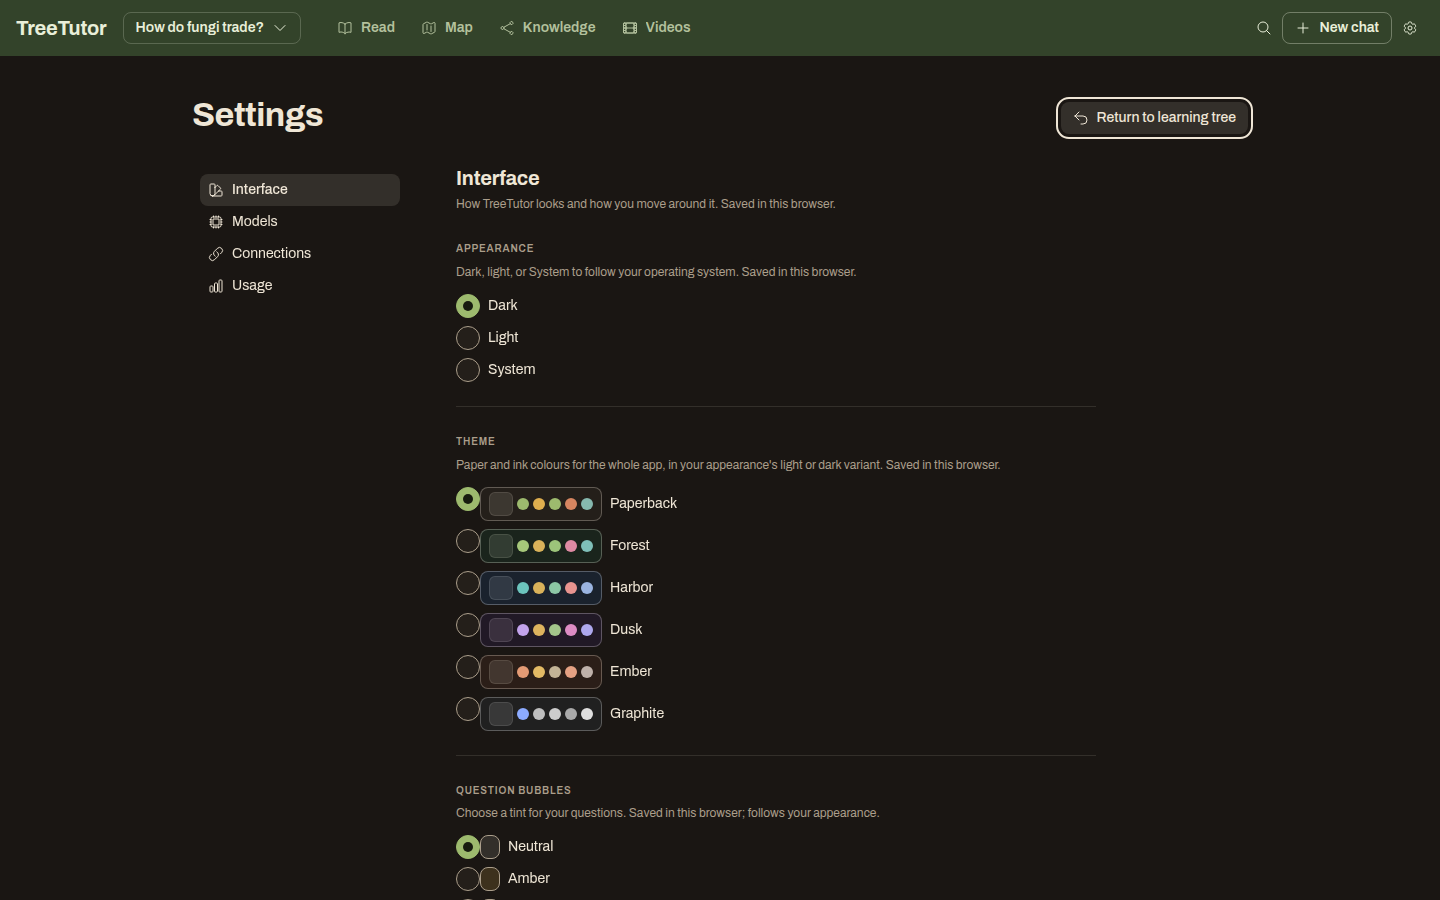 TreeTutor
How do fungi trade?
Read
Map
Knowledge
Videos
New chat
Settings
Return to learning tree
Interface
Models
Connections
Usage
Interface
How TreeTutor looks and how you move around it. Saved in this browser.
APPEARANCE
Dark, light, or System to follow your operating system. Saved in this browser.
Dark
Light
System
THEME
Paper and ink colours for the whole app, in your appearance's light or dark variant. Saved in this browser.
Paperback
Forest
Harbor
Dusk
Ember
Graphite
QUESTION BUBBLES
Choose a tint for your questions. Saved in this browser; follows your appearance.
Neutral
Amber